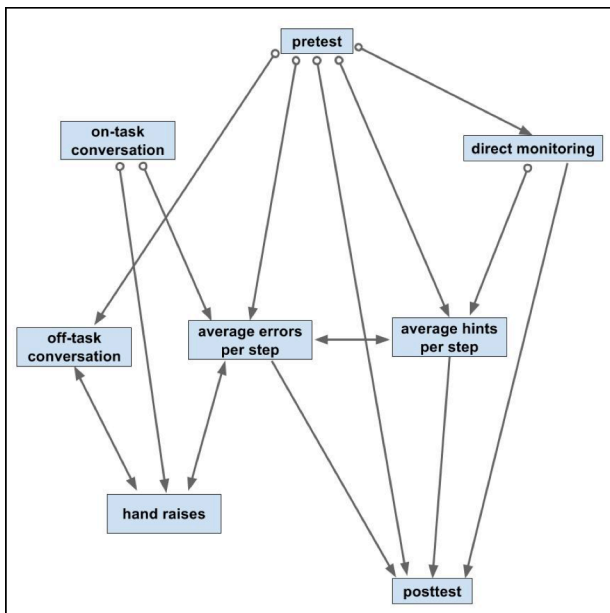 pretest
on-task
conversation
direct monitoring
off-task
conversation
average errors
per step
average hints
per step
hand raises
posttest